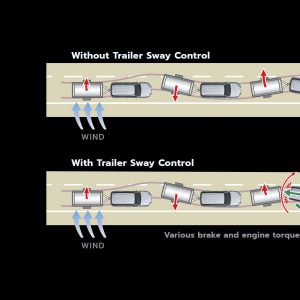 Without Trailer Sway Control
WIND
With Trailer Sway Control
WIND
Various brake and engine torque